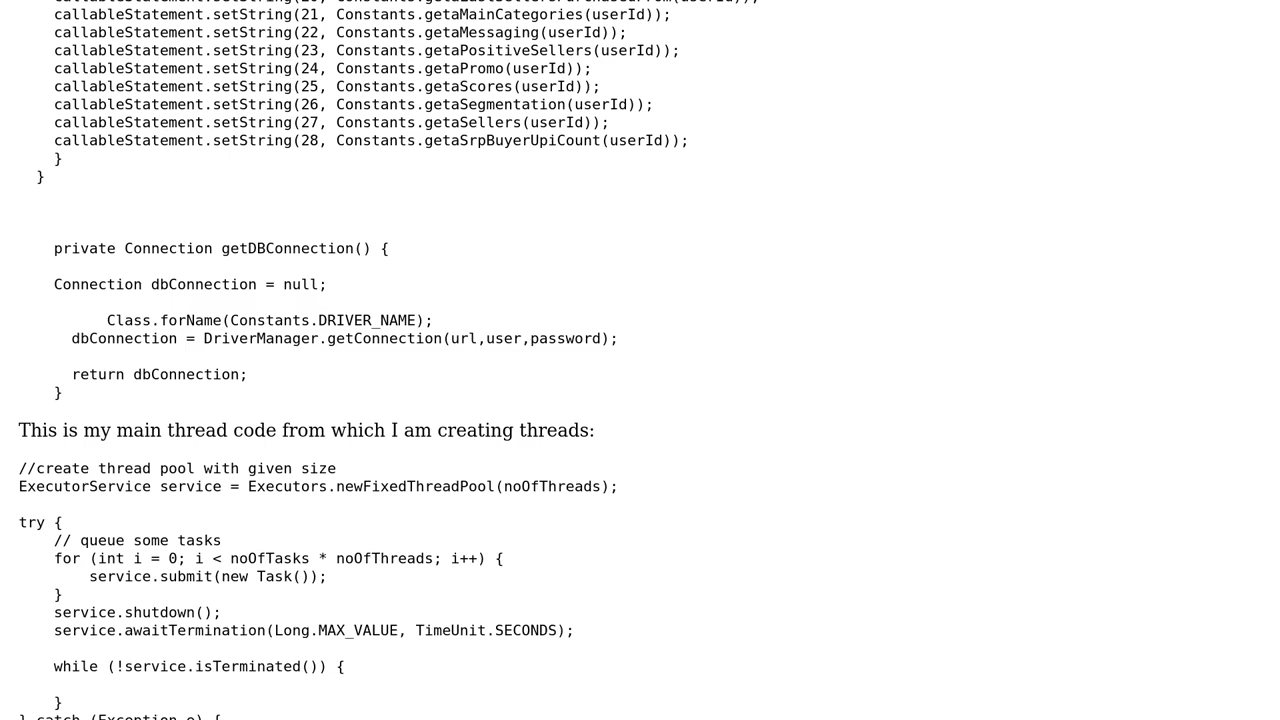 callableStatement.setString(21, Constants.getaMainCategories(userId));
callableStatement.setString(22, Constants.getaMessaging(userId));
callableStatement.setString(23, Constants.getaPositiveSellers(userId));
callableStatement.setString(24, Constants.getaPromo(userId));
callableStatement.setString(25, Constants.getaScores(userId));
callableStatement.setString(26, Constants.getaSegmentation(userId));
callableStatement.setString(27, Constants.getaSellers(userId));
callableStatement.setString(28, Constants.getaSrpBuyerUpiCount(userId));
}
}
private Connection getDBConnection() {
Connection dbConnection = null;
Class.forName(Constants.DRIVER_NAME);
dbConnection = DriverManager.getConnection(url,user,password);
return dbConnection;
}
This is my main thread code from which I am creating threads:
//create thread pool with given size
ExecutorService service = Executors.newFixedThreadPool(noOfThreads);
try {
// queue some tasks
for (int i = 0; i < noOfTasks * noOfThreads; i++) {
service.submit(new Task());
}
service.shutdown();
service.awaitTermination(Long.MAX_VALUE, TimeUnit.SECONDS);
while (!service.isTerminated()) {
}
} catch (Exception e) {